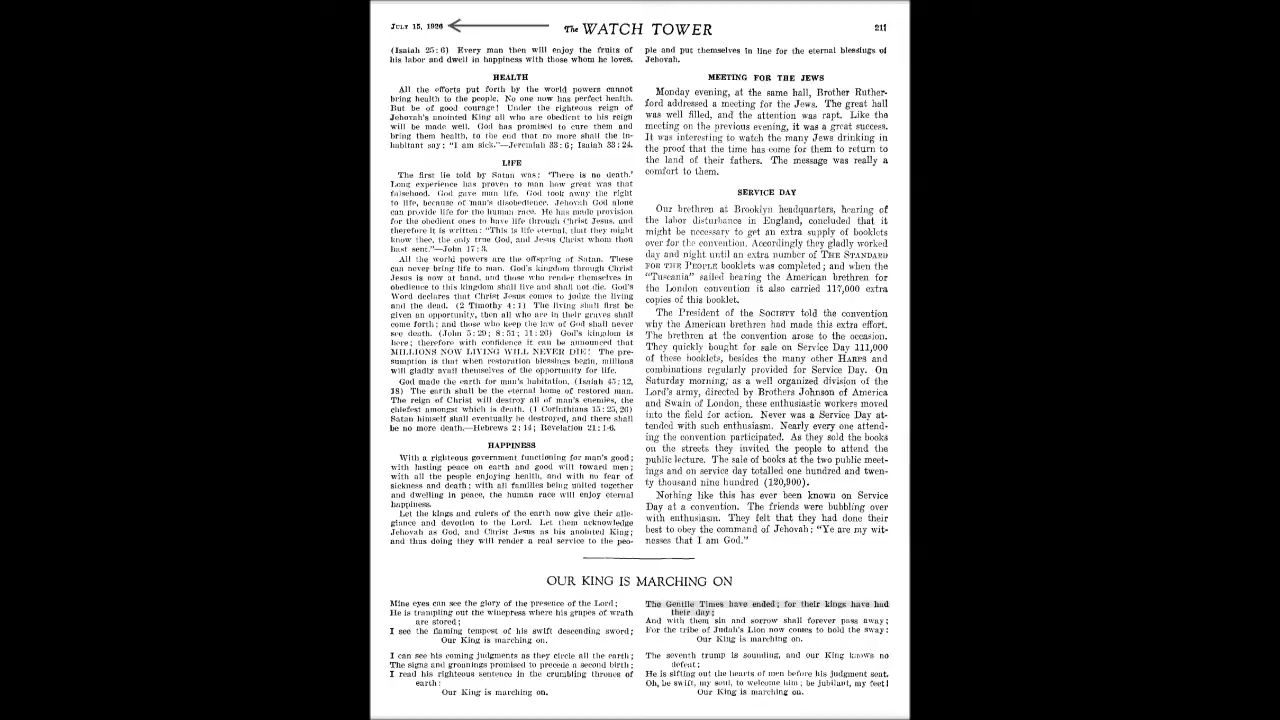 JULY 15, 1926
The WATCH TOWER
211
(Isaiah 25:6) Every man then will enjoy the fruits of
his labor and dwell in happiness with those whom he loves.
HEALTH
All the efforts put forth by the world powers cannot
bring health to the people. No one now has perfect health.
But be of good courage! Under the righteous reign of
Jehovah's anointed King all who are obedient to his reign
will be made well. God has promised to cure them and
bring them health, to the end that no more shall the in-
habitant say: "I am sick."—Jeremiah 33:6; Isaiah 33:24.
LIFE
The first lie told by Satan was: 'There is no death.'
Long experience has proven to man how great was that
falsehood. God gave man life. God took away the right
to life, because of man's disobedience. Jehovah God alone
can provide life for the human race. He has made provision
for the obedient ones to have life through Christ Jesus, and
therefore it is written: "This is life eternal, that they might
know thee, the only true God, and Jesus Christ whom thou
hast sent."—John 17:3.
All the world powers are the offspring of Satan. These
can never bring life to man. God's kingdom through Christ
Jesus is now at hand, and those who render themselves in
obedience to this kingdom shall live and shall not die. God's
Word declares that Christ Jesus comes to judge the living
and the dead. (2 Timothy 4:1) The living shall first be
given an opportunity, then all who are in their graves shall
come forth; and those who keep the law of God shall never
see death. (John 5:29; 8:51; 11:26) God's kingdom is
here; therefore with confidence it can be announced that
MILLIONS NOW LIVING WILL NEVER DIE! The pre-
sumption is that when restoration blessings begin, millions
will gladly avail themselves of the opportunity for life.
God made the earth for man's habitation. (Isaiah 45:12,
18) The earth shall be the eternal home of restored man.
The reign of Christ will destroy all of man's enemies, the
chiefest amongst which is death. (1 Corinthians 15:25,26)
Satan himself shall eventually be destroyed, and there shall
be no more death.—Hebrews 2:14; Revelation 21:1-6.
HAPPINESS
With a righteous government functioning for man's good;
with lasting peace on earth and good will toward men;
with all the people enjoying health, and with no fear of
sickness and death; with all families being united together
and dwelling in peace, the human race will enjoy eternal
happiness.
Let the kings and rulers of the earth now give their alle-
giance and devotion to the Lord. Let them acknowledge
Jehovah as God, and Christ Jesus as his anointed King;
and thus doing they will render a real service to the peo-
ple and put themselves in line for the eternal blessings of
Jehovah.
MEETING FOR THE JEWS
Monday evening, at the same hall, Brother Ruther-
ford addressed a meeting for the Jews. The great hall
was well filled, and the attention was rapt. Like the
meeting on the previous evening, it was a great success.
It was interesting to watch the many Jews drinking in
the proof that the time has come for them to return to
the land of their fathers. The message was really a
comfort to them.
SERVICE DAY
Our brethren at Brooklyn headquarters, hearing of
the labor disturbance in England, concluded that it
might be necessary to get an extra supply of booklets
over for the convention. Accordingly they gladly worked
day and night until an extra number of THE STANDARD
FOR THE PEOPLE booklets was completed; and when the
"Tuscania" sailed bearing the American brethren for
the London convention it also carried 117,000 extra
copies of this booklet.
The President of the SOCIETY told the convention
why the American brethren had made this extra effort.
The brethren at the convention arose to the occasion.
They quickly bought for sale on Service Day 111,000
of these booklets, besides the many other HARPS and
combinations regularly provided for Service Day. On
Saturday morning, as a well organized division of the
Lord's army, directed by Brothers Johnson of America
and Swain of London, these enthusiastic workers moved
into the field for action. Never was a Service Day at-
tended with such enthusiasm. Nearly every one attend-
ing the convention participated. As they sold the books
on the streets they invited the people to attend the
public lecture. The sale of books at the two public meet-
ings and on service day totalled one hundred and twen-
ty thousand nine hundred (120,900).
Nothing like this has ever been known on Service
Day at a convention. The friends were bubbling over
with enthusiasm. They felt that they had done their
best to obey the command of Jehovah; "Ye are my wit-
nesses that I am God."
OUR KING IS MARCHING ON
Mine eyes can see the glory of the presence of the Lord;
He is trampling out the winepress where his grapes of wrath
are stored;
I see the flaming tempest of his swift descending sword;
Our King is marching on.
I can see his coming judgments as they circle all the earth;
The signs and groanings promised to precede a second birth;
I read his righteous sentence in the crumbling thrones of
earth:
Our King is marching on.
The Gentile Times have ended; for their kings have had
their day;
And with them sin and sorrow shall forever pass away;
For the tribe of Judah's Lion now comes to hold the sway:
Our King is marching on.
The seventh trump is sounding, and our King knows no
defeat;
He is sifting out the hearts of men before his judgment seat.
Oh, be swift, my soul, to welcome him; be jubilant, my feet!
Our King is marching on.